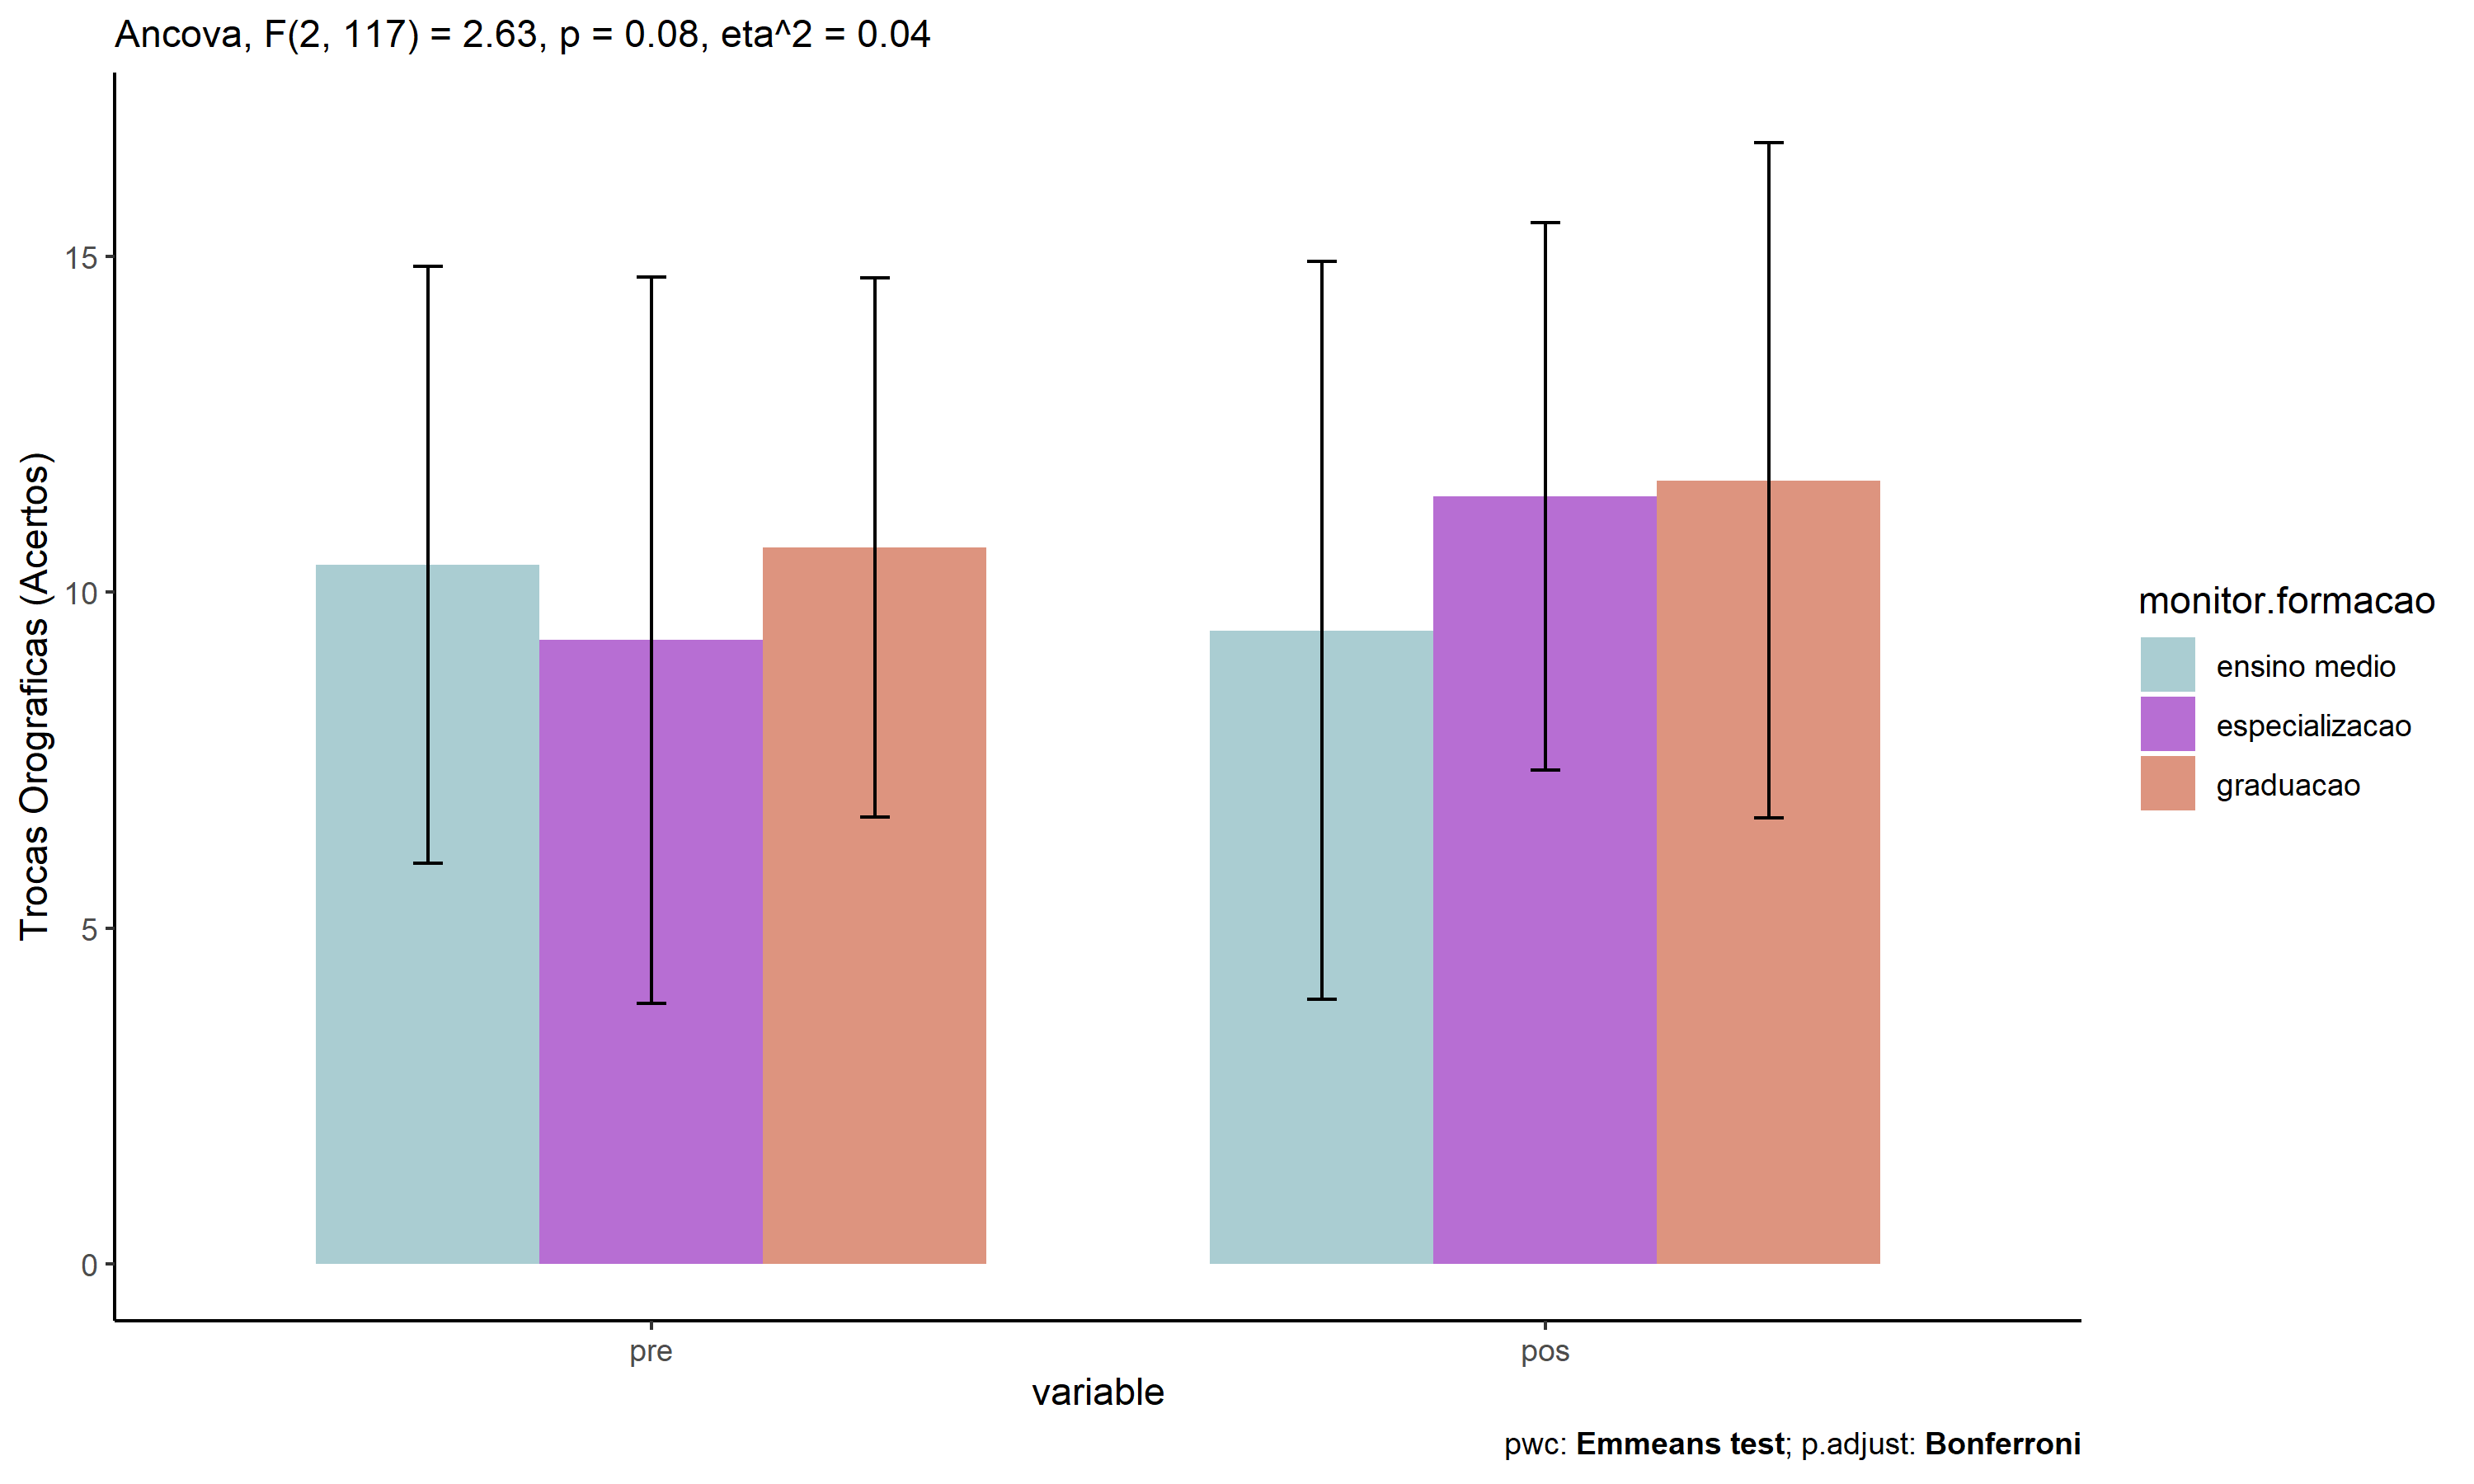 Ancova, F(2, 117) = 2.63, p = 0.08, eta^2 = 0.04
Trocas Orograficas (Acertos)
15
10
5
0
pre
pos
variable
monitor.formacao
ensino medio
especializacao
graduacao
pwc: Emmeans test; p.adjust: Bonferroni